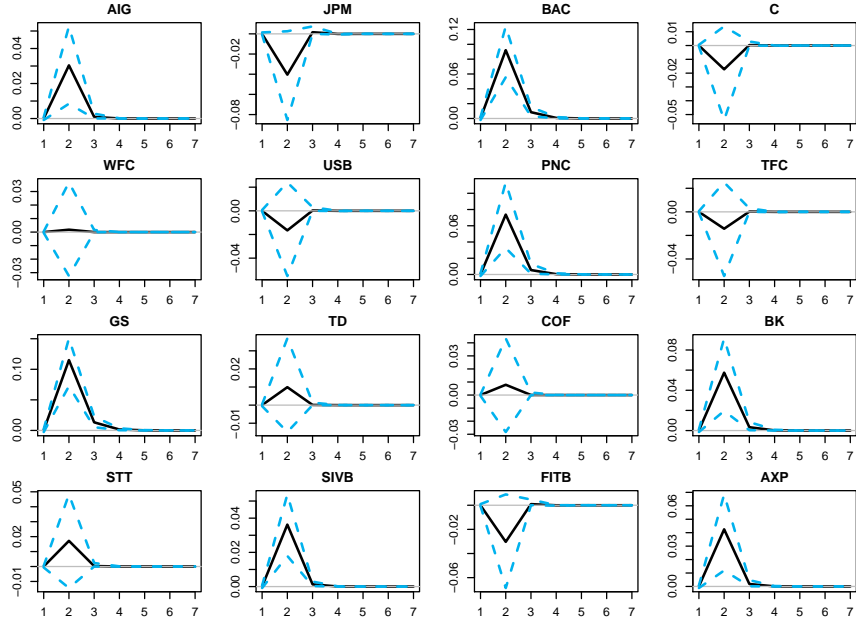 AIG JPM BAC C
0.00 0.02 0.04 −0.08 −0.02 0.00 0.06 0.12 −0.05 −0.02 0.01
1 2 3 4 5 6 7 1 2 3 4 5 6 7 1 2 3 4 5 6 7 1 2 3 4 5 6 7
WFC USB PNC TFC
−0.03 0.00 0.03 −0.04 0.00 0.00 0.06 −0.04 0.00
1 2 3 4 5 6 7 1 2 3 4 5 6 7 1 2 3 4 5 6 7 1 2 3 4 5 6 7
GS TD COF BK
0.00 0.10 −0.01 0.02 −0.03 0.00 0.03 0.00 0.04 0.08
1 2 3 4 5 6 7 1 2 3 4 5 6 7 1 2 3 4 5 6 7 1 2 3 4 5 6 7
STT SIVB FITB AXP
−0.01 0.02 0.05 0.00 0.02 0.04 −0.06 −0.02 0.00 0.03 0.06
1 2 3 4 5 6 7 1 2 3 4 5 6 7 1 2 3 4 5 6 7 1 2 3 4 5 6 7